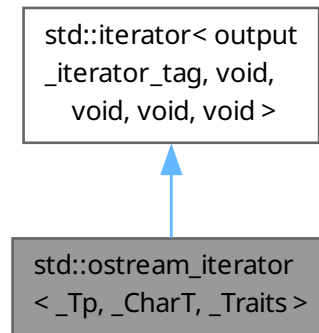 std::iterator< output
_iterator_tag, void,
void, void, void >
std::ostream_iterator
< _Tp, _CharT, _Traits >